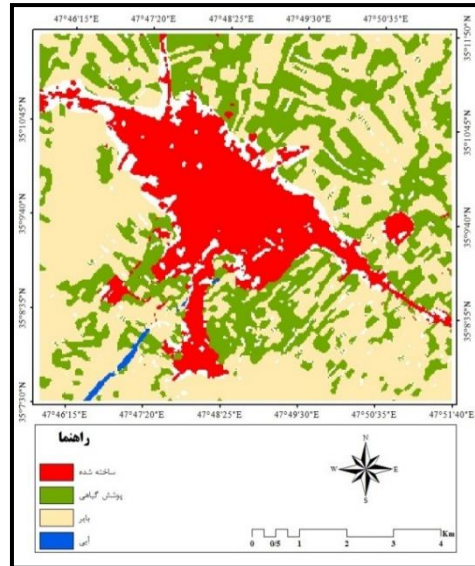 47°46'15"E 47°47'20"E 47°48'25"E 47°49'30"E 47°50'35"E
35°11'50"N
35°10'45"N 35°10'45"N
35°9'40"N 35°9'40"N
35°8'35"N 35°8'35"N
35°7'30"N
47°46'15"E 47°47'20"E 47°48'25"E 47°49'30"E 47°50'35"E 47°51'40"E
راهنما
ساخته شده
پوشش گیاهی
بایر
آبی
N
W E
S
Km
0 0/5 1 2 3 4